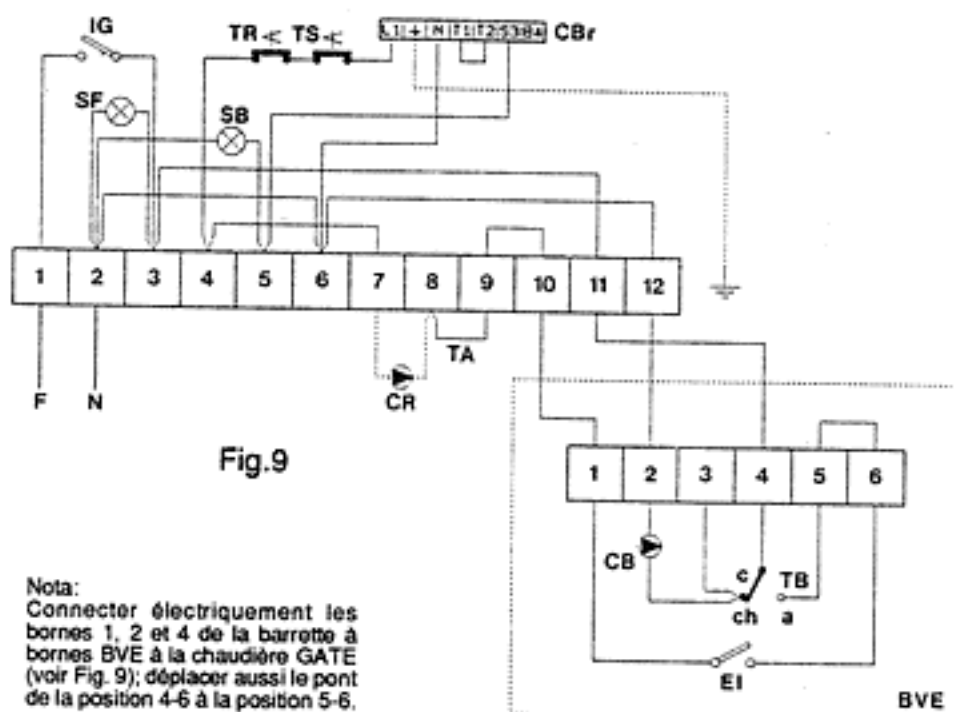 IG
TR TS
L1 N T1 T2 S3 B4 CBr
SF
SB
1 2 3 4 5 6 7 8 9 10 11 12
TA
F N
CR
Fig.9
1 2 3 4 5 6
CB
c TB
ch a
EI
BVE
Nota:
Connecter électriquement les
bornes 1, 2 et 4 de la barrette à
bornes BVE à la chaudière GATE
(voir Fig. 9); déplacer aussi le pont
de la position 4-6 à la position 5-6.